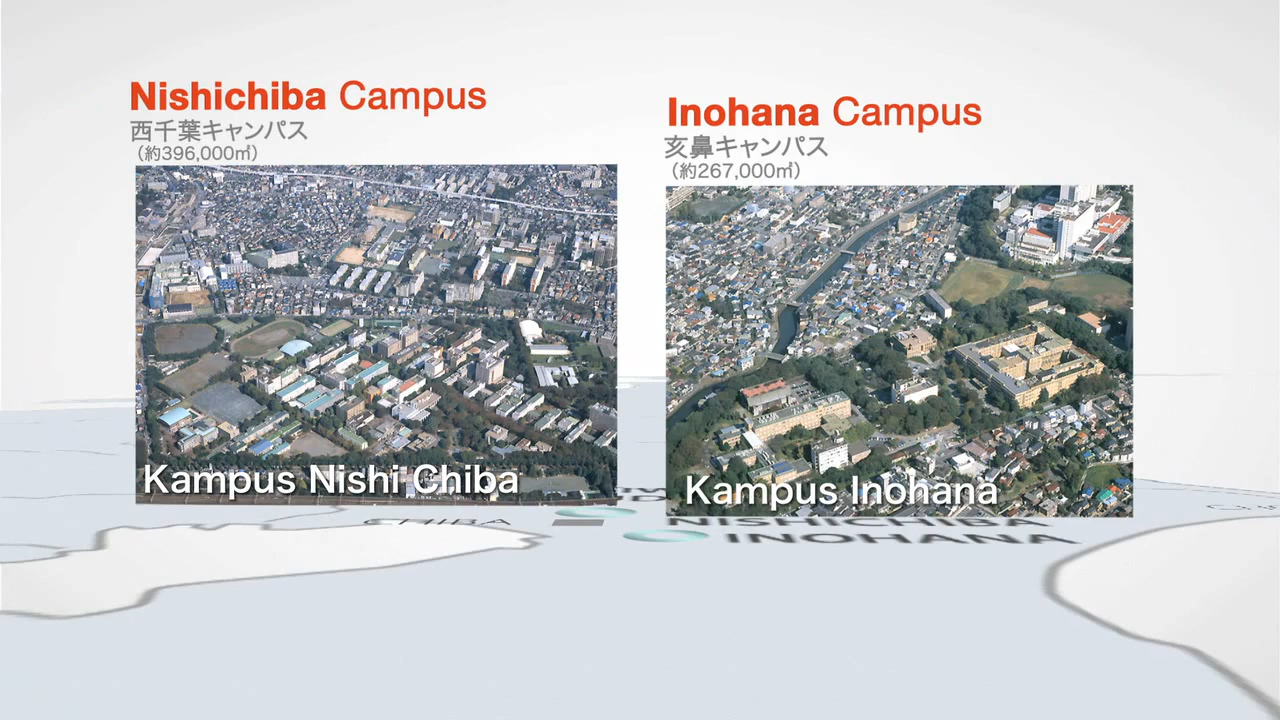 Nishichiba Campus
西千葉キャンパス
（約396,000㎡）
Kampus Nishi Chiba
Inohana Campus
亥鼻キャンパス
（約267,000㎡）
Kampus Inohana
CHIBA
NISHICHIBA
INOHANA